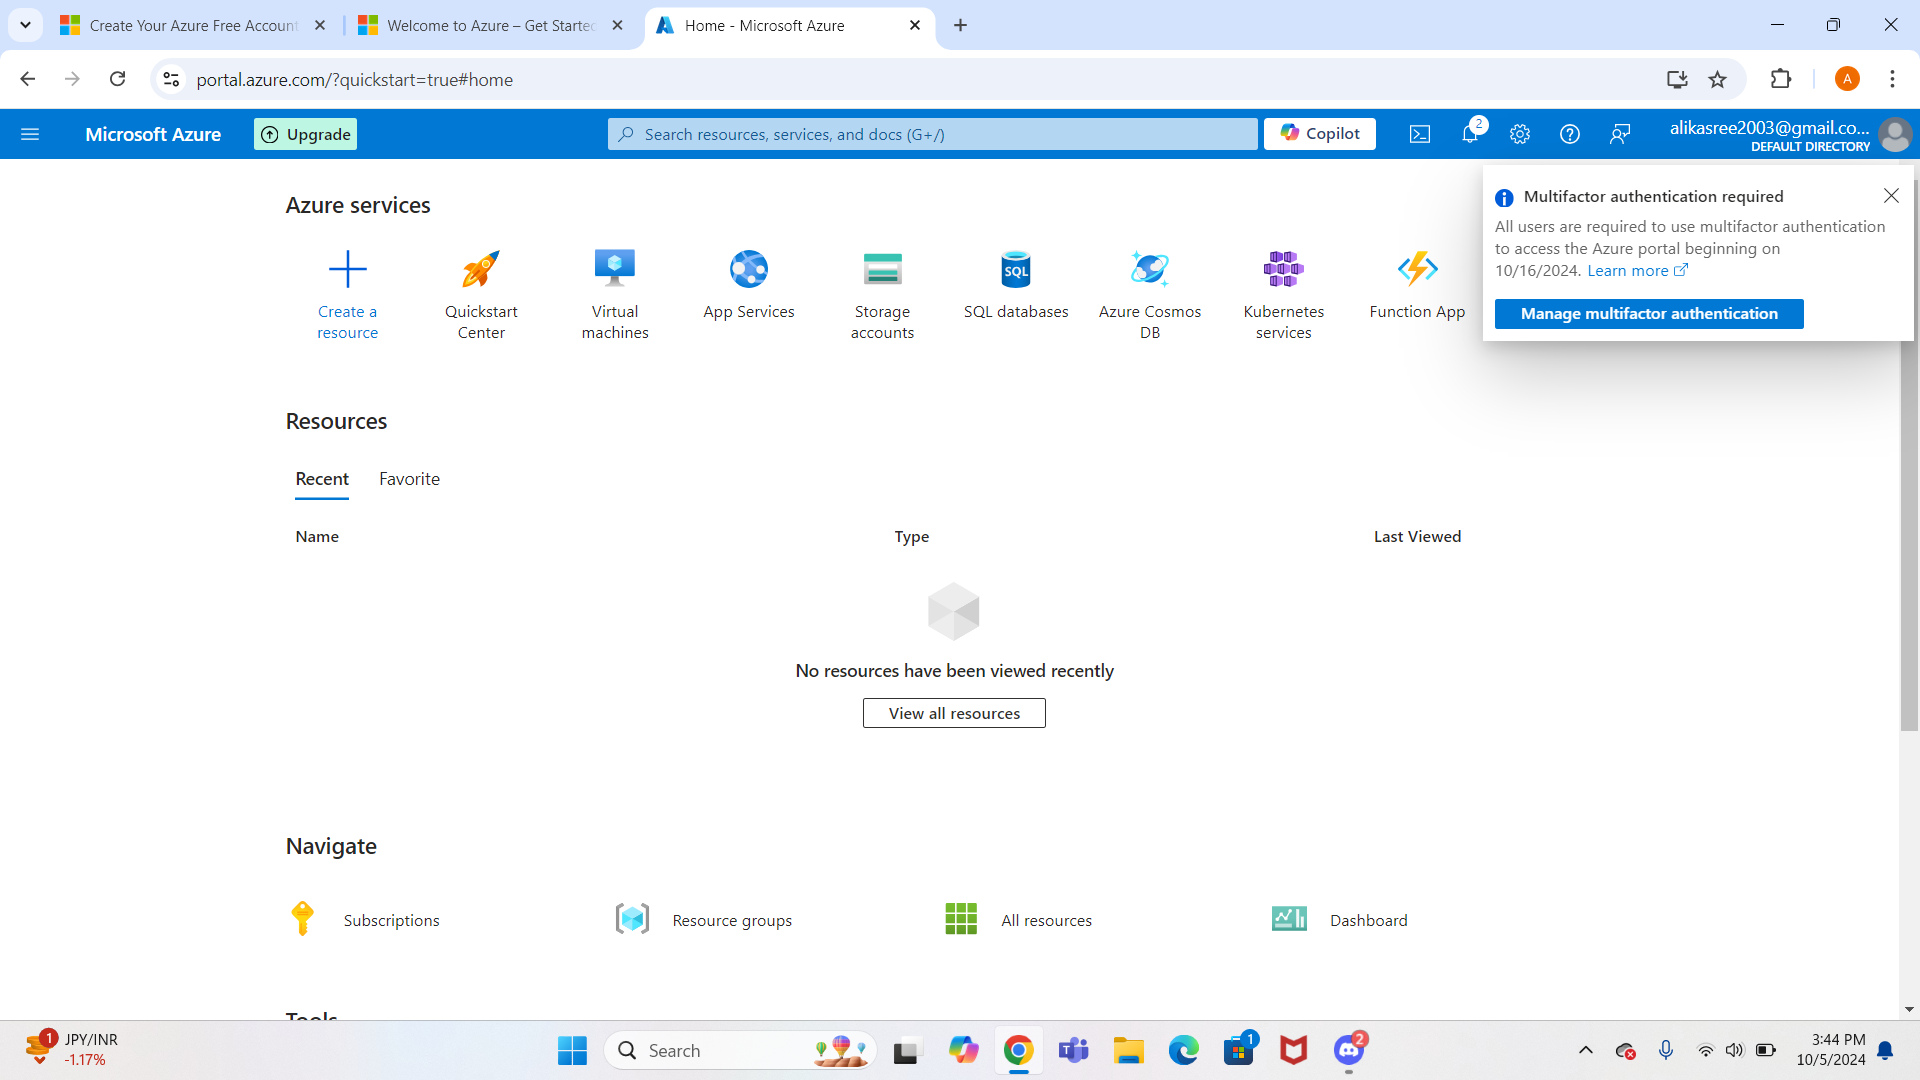 Create Your Azure Free Account
Welcome to Azure – Get Started
Home - Microsoft Azure
portal.azure.com/?quickstart=true#home
A
Microsoft Azure
Upgrade
Search resources, services, and docs (G+/)
Copilot
2
alikasree2003@gmail.co...
DEFAULT DIRECTORY
Multifactor authentication required
All users are required to use multifactor authentication
to access the Azure portal beginning on
10/16/2024. Learn more
Manage multifactor authentication
Azure services
Create a
resource
Quickstart
Center
Virtual
machines
App Services
Storage
accounts
SQL
SQL databases
Azure Cosmos
DB
Kubernetes
services
Function App
Resources
Recent
Favorite
Name
Type
Last Viewed
No resources have been viewed recently
View all resources
Navigate
Subscriptions
Resource groups
All resources
Dashboard
Tools
1
JPY/INR
-1.17%
Search
1
2
3:44 PM
10/5/2024